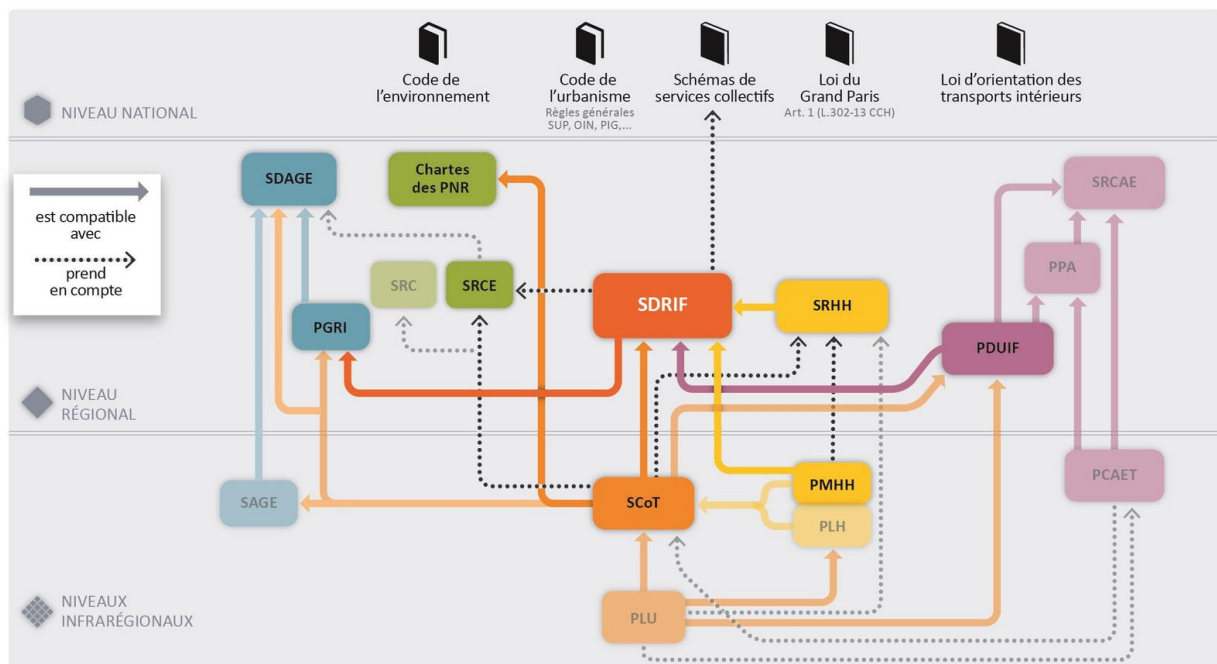 Code de
l'environnement
Code de
l'urbanisme
Règles générales
SUP, OIN, PIG,...
Schémas de
services collectifs
Loi du
Grand Paris
Art. 1 (L.302-13 CCH)
Loi d'orientation des
transports intérieurs
NIVEAU NATIONAL
est compatible
avec
prend
en compte
SDAGE
Chartes
des PNR
SRCAE
PPA
SRC
SRCE
SDRIF
SRHH
PGRI
PDUIF
NIVEAU
RÉGIONAL
SAGE
SCoT
PMHH
PLH
PCAET
NIVEAUX
INFRARÉGIONAUX
PLU